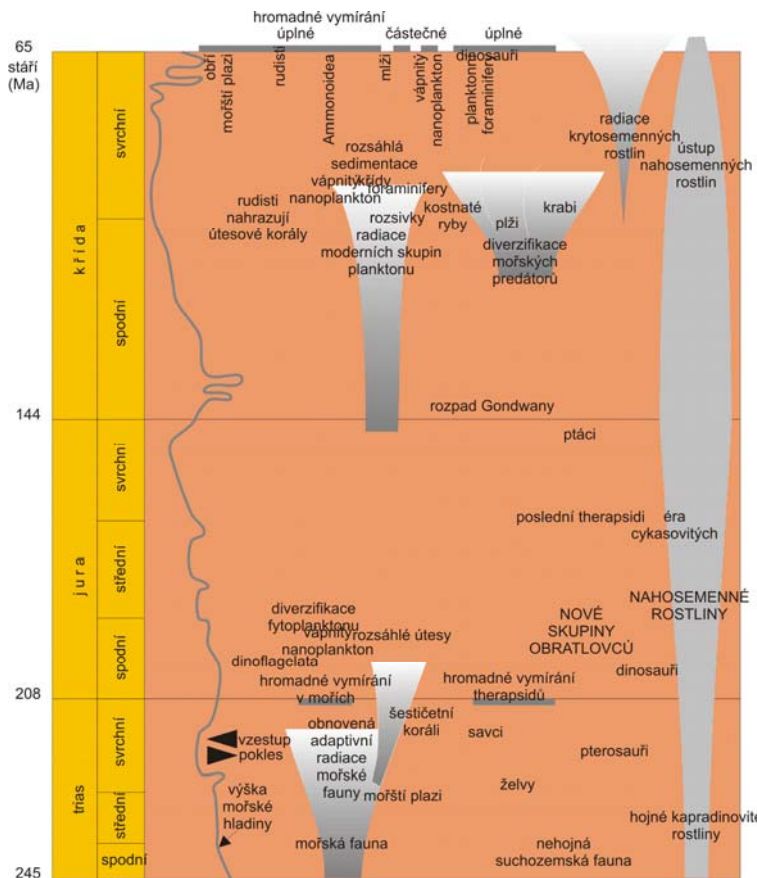 hromadné vymírání
úplné
částečné
úplné
65
stáří
(Ma)
144
208
245
křída
jura
trias
svrchní
spodní
svrchní
střední
spodní
svrchní
střední
spodní
obří
mořští plazi
rudisti
Ammonoidea
mlži
vápnitý
nanoplankton
dinosauři
planktonní
foraminifery
radiace
krytosemenných
rostlin
ústup
nahosemenných
rostlin
rozsáhlá
sedimentace
křídy
vápnitý
nanoplankton
foraminifery
rozsivky
radiace
moderních skupin
planktonu
rudisti
nahrazují
útesové korály
kostnaté
ryby
plži
krabi
diverzifikace
mořských
predátorů
rozpad Gondwany
ptáci
poslední therapsidi
éra
cykasovitých
NAHOSEMENNÉ
ROSTLINY
NOVÉ
SKUPINY
OBRATLOVCŮ
diverzifikace
fytoplanktonu
vápnitý
nanoplankton
rozsáhlé útesy
dinoflagelata
dinosauři
hromadné vymírání
v mořích
hromadné vymírání
therapsidů
šestičetní
koráli
obnovená
adaptivní
radiace
mořské
fauny
savci
vzestup
pokles
pterosauři
želvy
mořští plazi
výška
mořské
hladiny
hojné kapradinovité
rostliny
mořská fauna
nehojná
suchozemská fauna